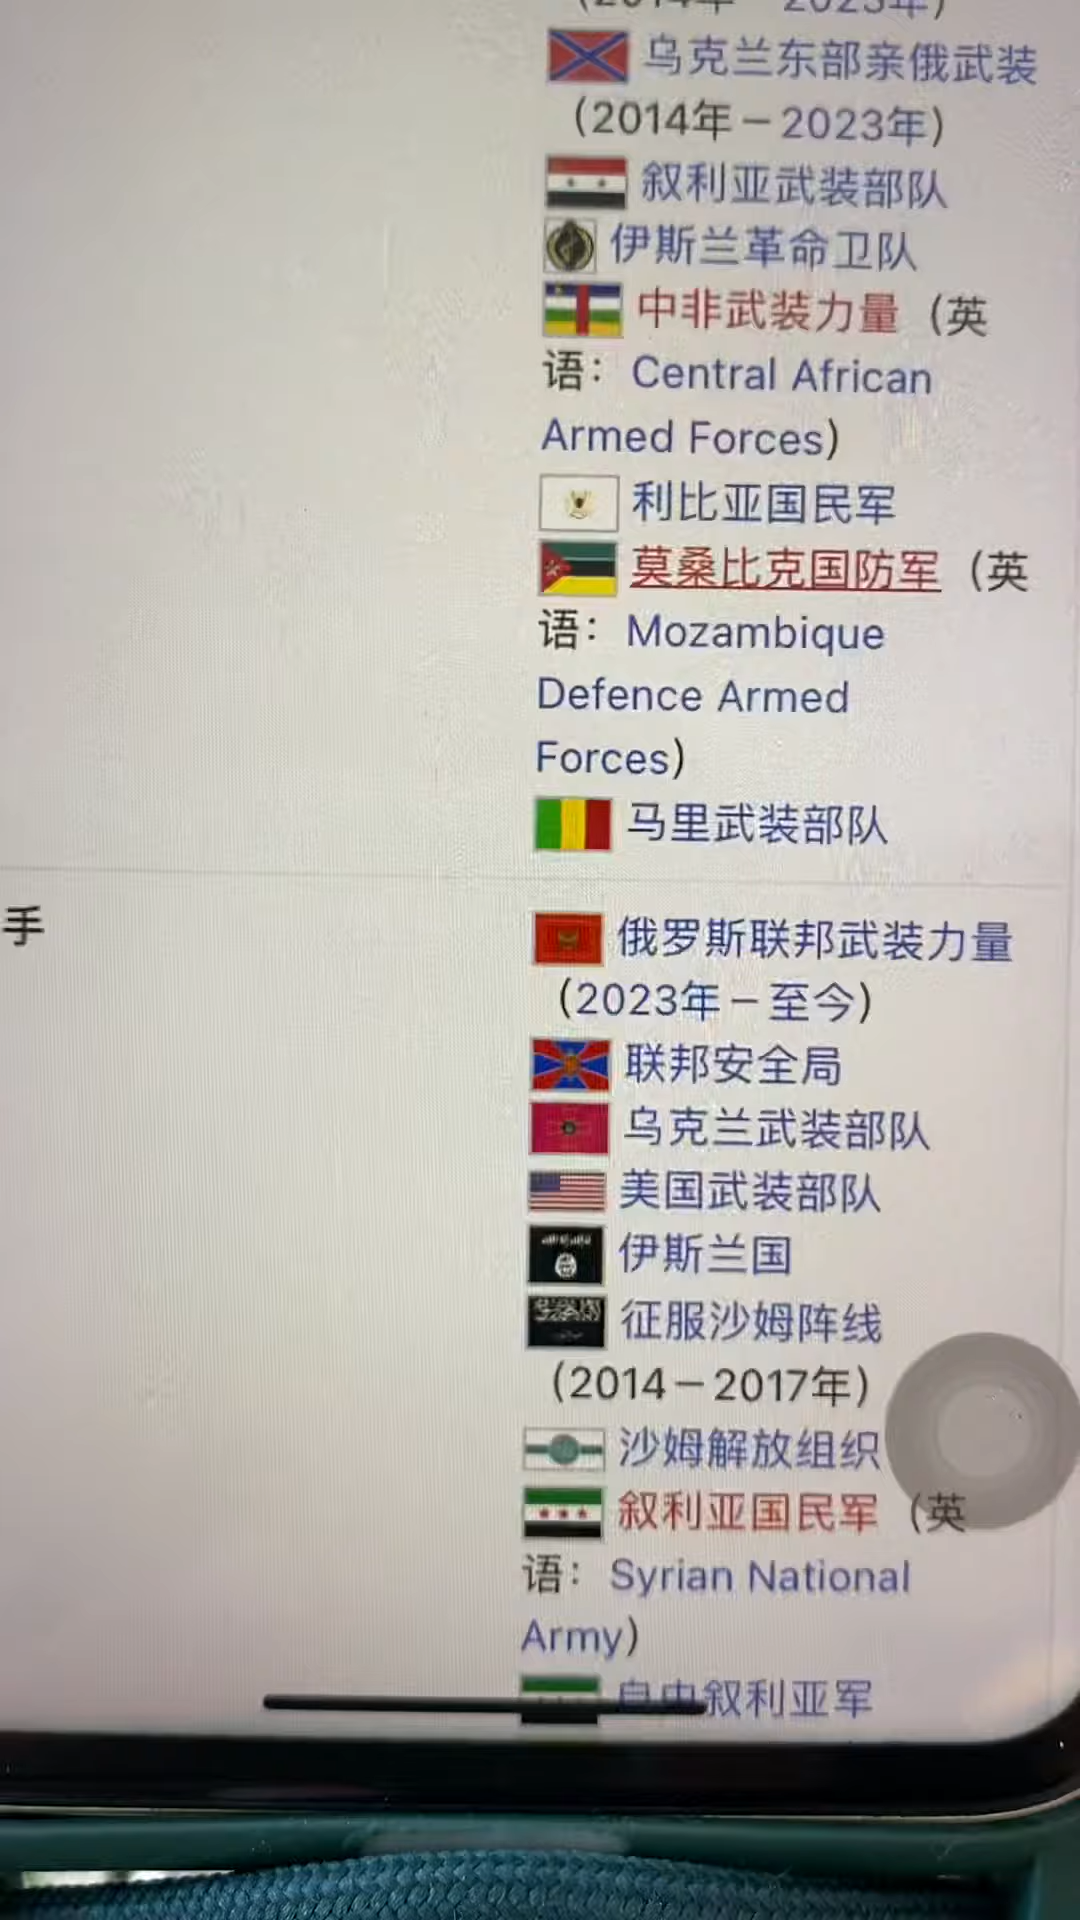 乌克兰东部亲俄武装
（2014年－2023年）
叙利亚武装部队
伊斯兰革命卫队
中非武装力量（英
语：Central African
Armed Forces）
利比亚国民军
莫桑比克国防军（英
语：Mozambique
Defence Armed
Forces）
马里武装部队
手
俄罗斯联邦武装力量
（2023年－至今）
联邦安全局
乌克兰武装部队
美国武装部队
伊斯兰国
征服沙姆阵线
（2014－2017年）
沙姆解放组织
叙利亚国民军（英
语：Syrian National
Army）
自由叙利亚军